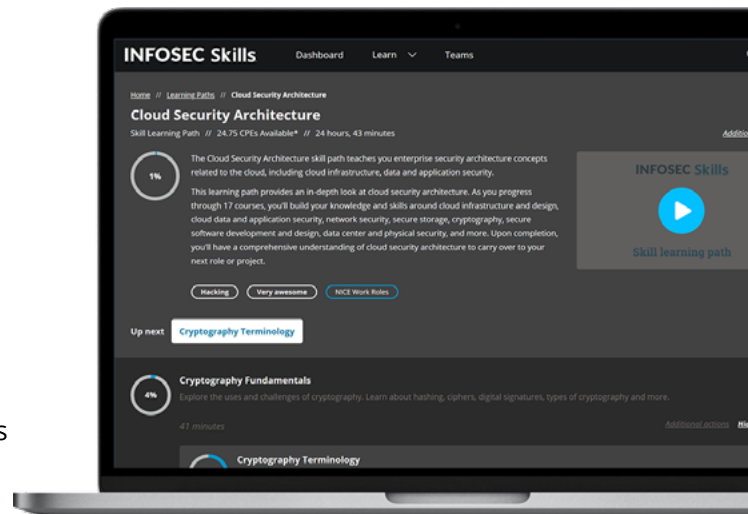 INFOSEC Skills Dashboard Learn Teams
Home // Learning Paths // Cloud Security Architecture
Cloud Security Architecture
Skill Learning Path // 24.75 CPEs Available* // 24 hours, 43 minutes
1%
The Cloud Security Architecture skill path teaches you enterprise security architecture concepts
related to the cloud, including cloud infrastructure, data and application security.
This learning path provides an in-depth look at cloud security architecture. As you progress
through 17 courses, you'll build your knowledge and skills around cloud infrastructure and design,
cloud data and application security, network security, secure storage, cryptography, secure
software development and design, data center and physical security, and more. Upon completion,
you'll have a comprehensive understanding of cloud security architecture to carry over to your
next role or project.
INFOSEC Skills
Skill learning path
Hacking Very awesome NICE Work Roles
Up next Cryptography Terminology
4%
Cryptography Fundamentals
Explore the uses and challenges of cryptography. Learn about hashing, ciphers, digital signatures, types of cryptography and more.
41 minutes Additional actions
Cryptography Terminology
s